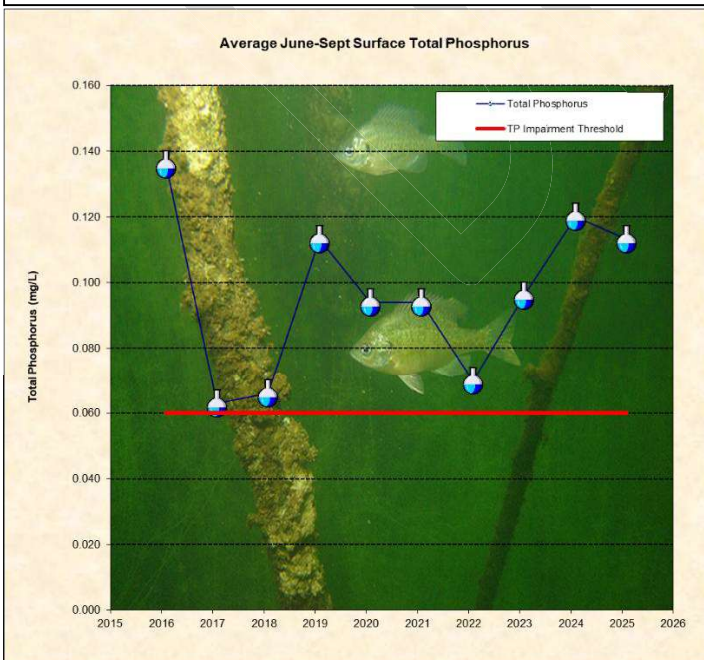 Average June-Sept Surface Total Phosphorus
Total Phosphorus
TP Impairment Threshold
Total Phosphorus (mg/L)
0.160
0.140
0.120
0.100
0.080
0.060
0.040
0.020
0.000
2015 2016 2017 2018 2019 2020 2021 2022 2023 2024 2025 2026